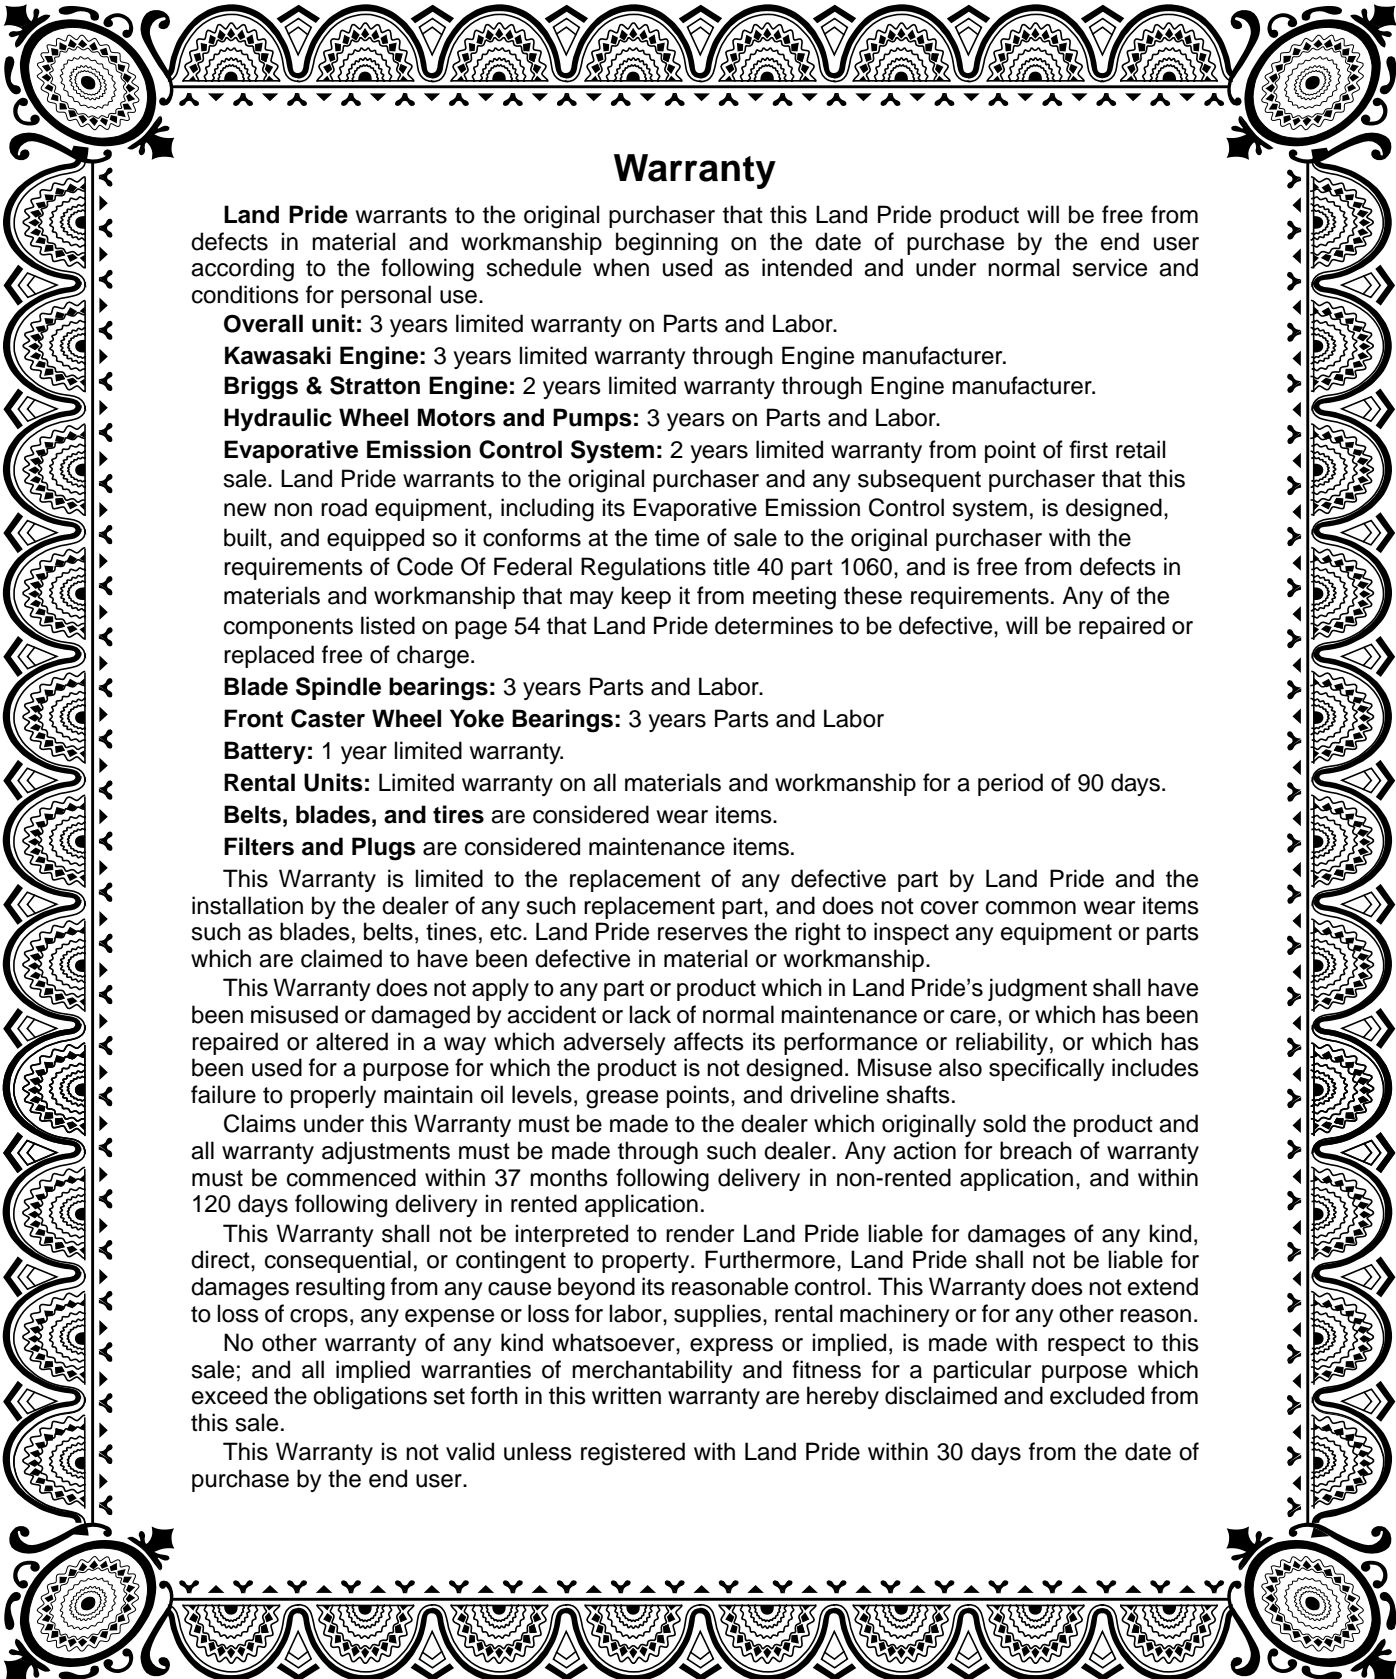 Warranty
Land Pride warrants to the original purchaser that this Land Pride product will be free from
defects in material and workmanship beginning on the date of purchase by the end user
according to the following schedule when used as intended and under normal service and
conditions for personal use.
Overall unit: 3 years limited warranty on Parts and Labor.
Kawasaki Engine: 3 years limited warranty through Engine manufacturer.
Briggs & Stratton Engine: 2 years limited warranty through Engine manufacturer.
Hydraulic Wheel Motors and Pumps: 3 years on Parts and Labor.
Evaporative Emission Control System: 2 years limited warranty from point of first retail
sale. Land Pride warrants to the original purchaser and any subsequent purchaser that this
new non road equipment, including its Evaporative Emission Control system, is designed,
built, and equipped so it conforms at the time of sale to the original purchaser with the
requirements of Code Of Federal Regulations title 40 part 1060, and is free from defects in
materials and workmanship that may keep it from meeting these requirements. Any of the
components listed on page 54 that Land Pride determines to be defective, will be repaired or
replaced free of charge.
Blade Spindle bearings: 3 years Parts and Labor.
Front Caster Wheel Yoke Bearings: 3 years Parts and Labor
Battery: 1 year limited warranty.
Rental Units: Limited warranty on all materials and workmanship for a period of 90 days.
Belts, blades, and tires are considered wear items.
Filters and Plugs are considered maintenance items.
This Warranty is limited to the replacement of any defective part by Land Pride and the
installation by the dealer of any such replacement part, and does not cover common wear items
such as blades, belts, tines, etc. Land Pride reserves the right to inspect any equipment or parts
which are claimed to have been defective in material or workmanship.
This Warranty does not apply to any part or product which in Land Pride’s judgment shall have
been misused or damaged by accident or lack of normal maintenance or care, or which has been
repaired or altered in a way which adversely affects its performance or reliability, or which has
been used for a purpose for which the product is not designed. Misuse also specifically includes
failure to properly maintain oil levels, grease points, and driveline shafts.
Claims under this Warranty must be made to the dealer which originally sold the product and
all warranty adjustments must be made through such dealer. Any action for breach of warranty
must be commenced within 37 months following delivery in non-rented application, and within
120 days following delivery in rented application.
This Warranty shall not be interpreted to render Land Pride liable for damages of any kind,
direct, consequential, or contingent to property. Furthermore, Land Pride shall not be liable for
damages resulting from any cause beyond its reasonable control. This Warranty does not extend
to loss of crops, any expense or loss for labor, supplies, rental machinery or for any other reason.
No other warranty of any kind whatsoever, express or implied, is made with respect to this
sale; and all implied warranties of merchantability and fitness for a particular purpose which
exceed the obligations set forth in this written warranty are hereby disclaimed and excluded from
this sale.
This Warranty is not valid unless registered with Land Pride within 30 days from the date of
purchase by the end user.